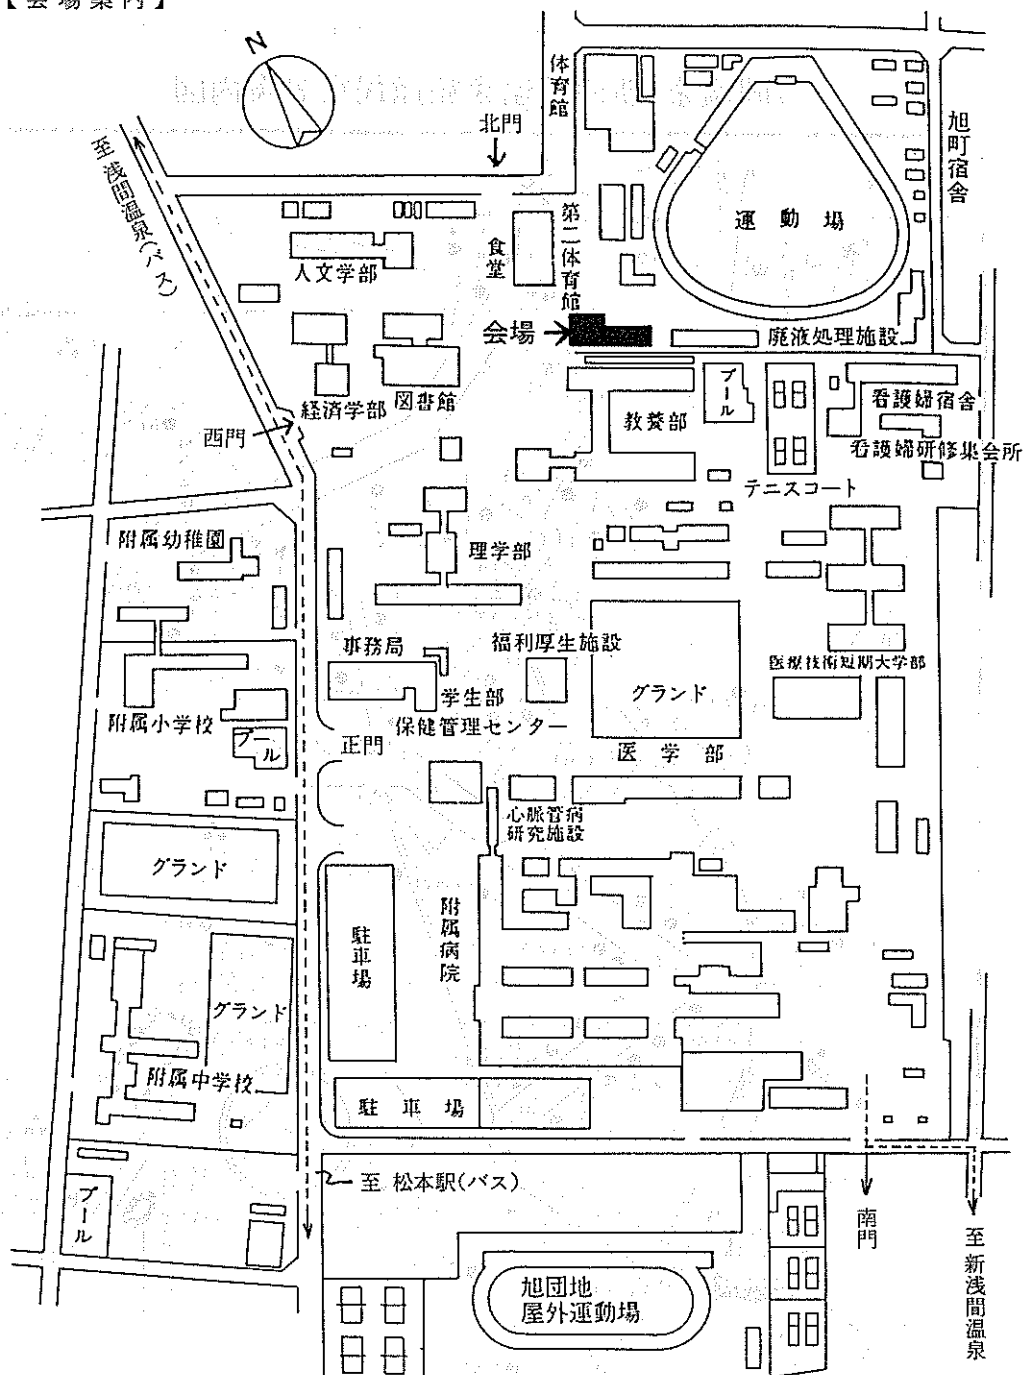 【会場案内】
N
体育館
北門
旭町宿舎
至 浅間温泉(バス)
運動場
第二体育館
食堂
人文学部
会場
廃液処理施設
プール
経済学部
図書館
教養部
看護婦宿舎
西門
看護婦研修集会所
テニスコート
附属幼稚園
理学部
事務局
福利厚生施設
医療技術短期大学部
学生部
グランド
附属小学校
保健管理センター
プール
正門
医学部
心脈管病
研究施設
グランド
附属病院
駐車場
グランド
附属中学校
駐車場
至 松本駅(バス)
プール
南門
至 新浅間温泉
旭団地
屋外運動場